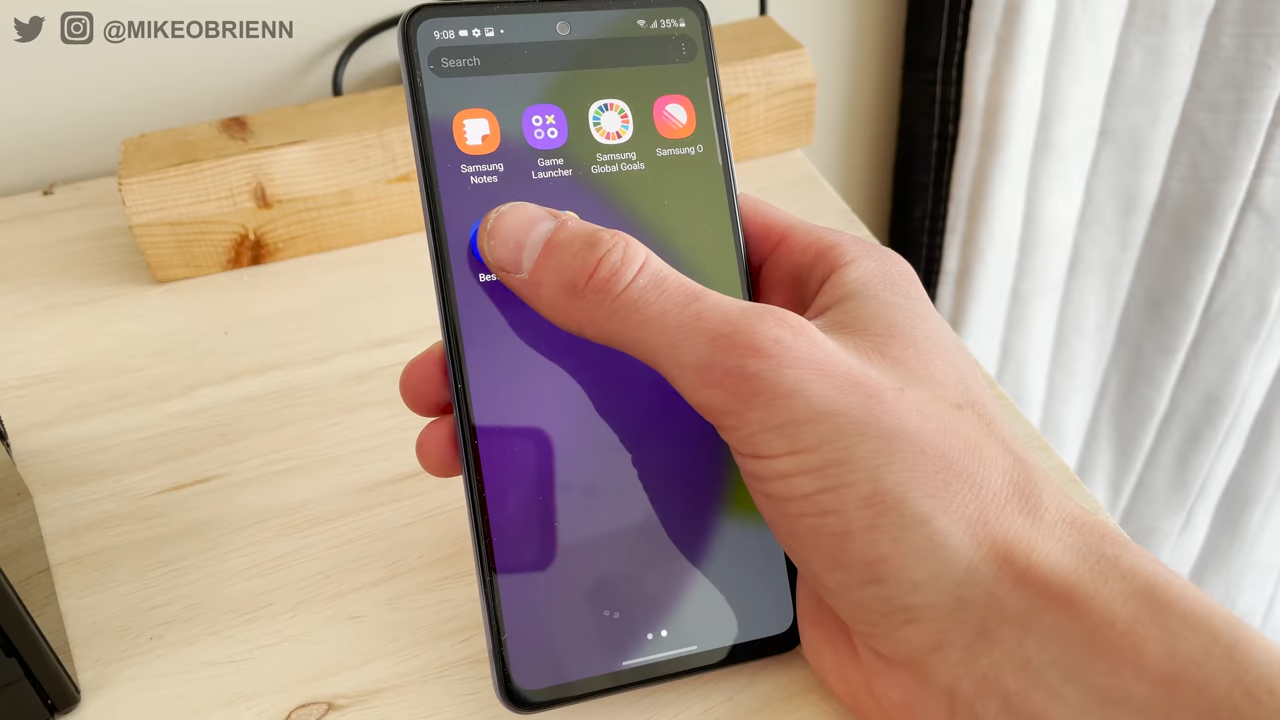 @MIKEOBRIENN
9:08
35%
Search
Samsung
Notes
Game
Launcher
Samsung
Global Goals
Samsung O